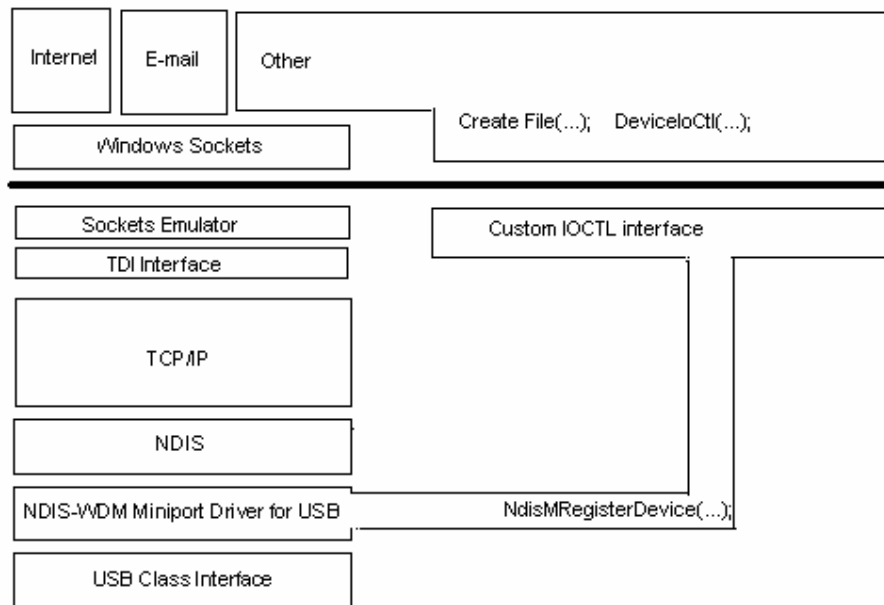 Internet
E-mail
Other
Create File(...); DeviceIoCtl(...);
Windows Sockets
Sockets Emulator
Custom IOCTL interface
TDI Interface
TCP/IP
NDIS
NDIS-WDM Miniport Driver for USB
NdisMRegisterDevice(...);
USB Class Interface